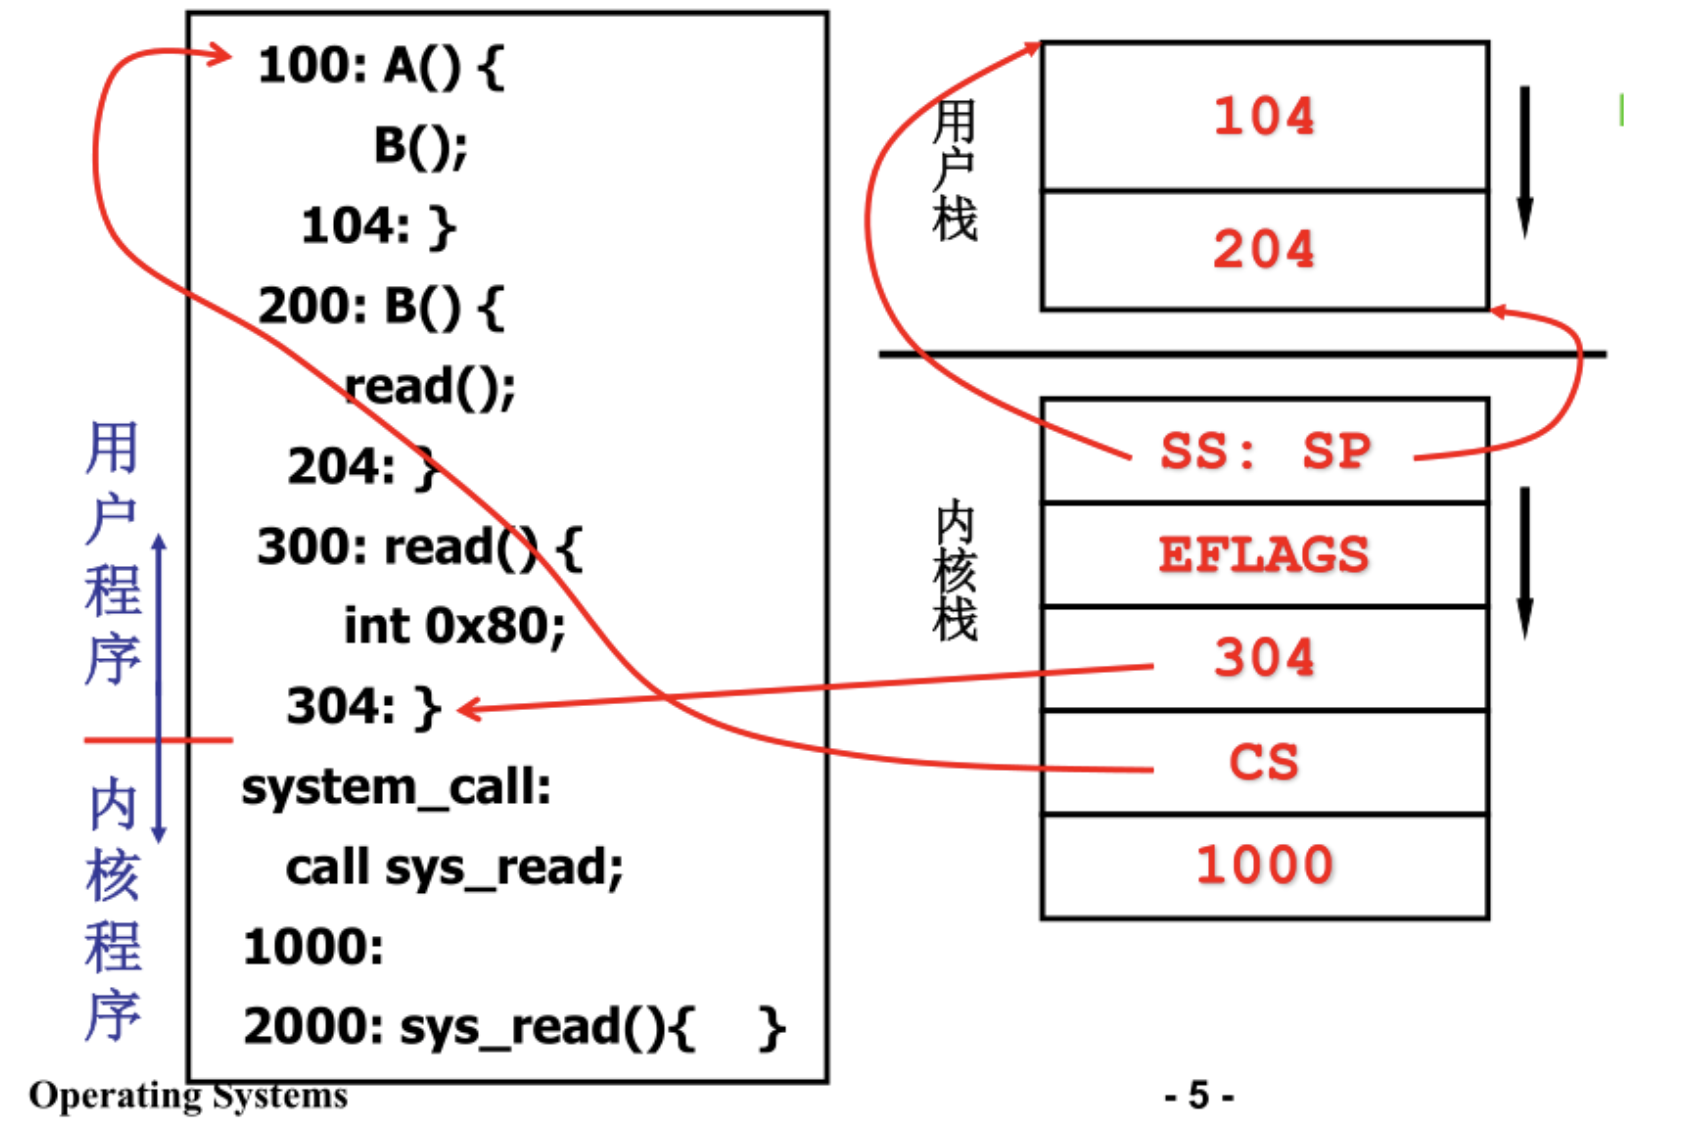 100: A() {
B();
104: }
200: B() {
read();
204: }
300: read() {
int 0x80;
304: }
system_call:
call sys_read;
1000:
2000: sys_read(){ }
用户程序
内核程序
用户栈
104
204
内核栈
SS: SP
EFLAGS
304
CS
1000
Operating Systems
- 5 -